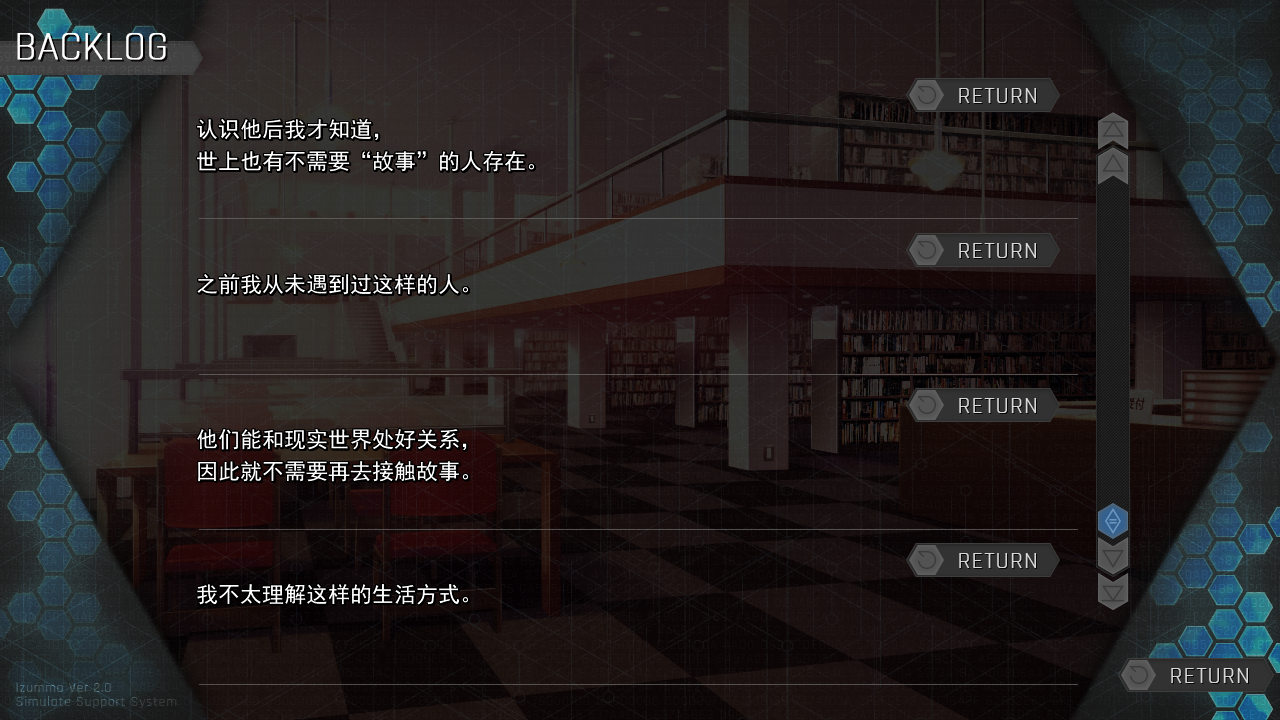 BACKLOG
RETURN
认识他后我才知道，
世上也有不需要“故事”的人存在。
RETURN
之前我从未遇到过这样的人。
RETURN
他们能和现实世界处好关系，
因此就不需要再去接触故事。
RETURN
我不太理解这样的生活方式。
RETURN
Izumma Ver 2.0
Simulate Support System